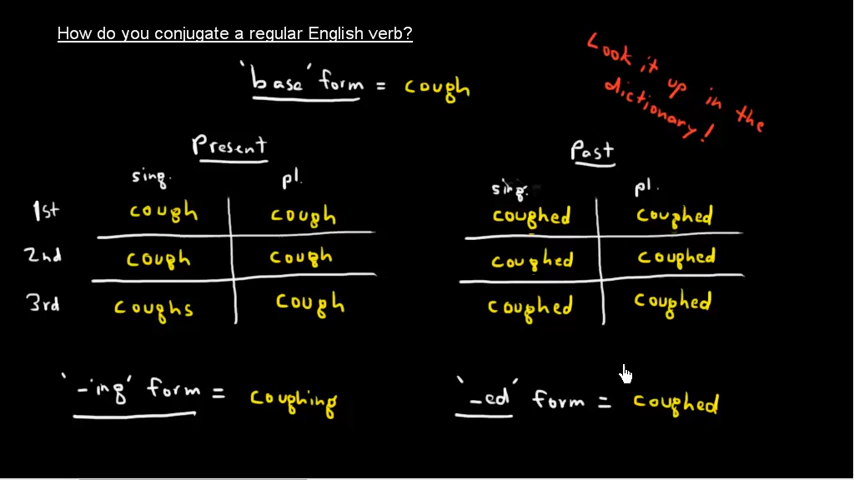 How do you conjugate a regular English verb?
'base' form = cough
Look it up in the
dictionary!
Present
Past
sing. pl.
sing. pl.
1st cough cough coughed coughed
2nd cough cough coughed coughed
3rd coughs cough coughed coughed
'-ing' form = coughing
'-ed' form = coughed